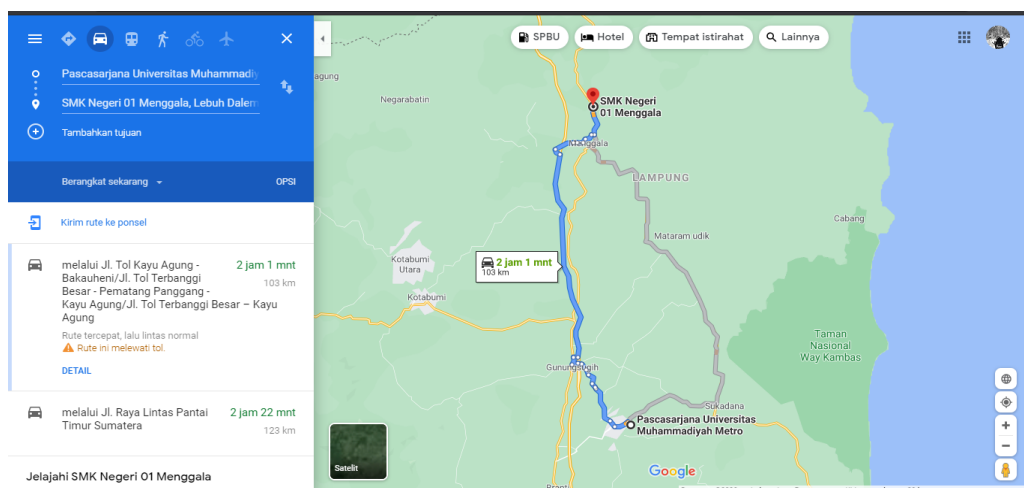 Pascasarjana Universitas Muhammadiy
SMK Negeri 01 Menggala, Lebuh Dalem
Tambahkan tujuan
Berangkat sekarang
OPSI
Kirim rute ke ponsel
melalui Jl. Tol Kayu Agung - 2 jam 1 mnt
Bakauheni/Jl. Tol Terbanggi 103 km
Besar - Pematang Panggang -
Kayu Agung/Jl. Tol Terbanggi Besar – Kayu
Agung
Rute tercepat, lalu lintas normal
Rute ini melewati tol.
DETAIL
melalui Jl. Raya Lintas Pantai 2 jam 22 mnt
Timur Sumatera 123 km
Jelajahi SMK Negeri 01 Menggala
SPBU
Hotel
Tempat istirahat
Lainnya
agung
Negarabatin
SMK Negeri
01 Menggala
Menggala
LAMPUNG
Cabang
Mataram udik
Kotabumi
Utara
2 jam 1 mnt
103 km
Kotabumi
Taman
Nasional
Way Kambas
Gunungsugih
Sukadana
Pascasarjana Universitas
Muhammadiyah Metro
Satelit
Google